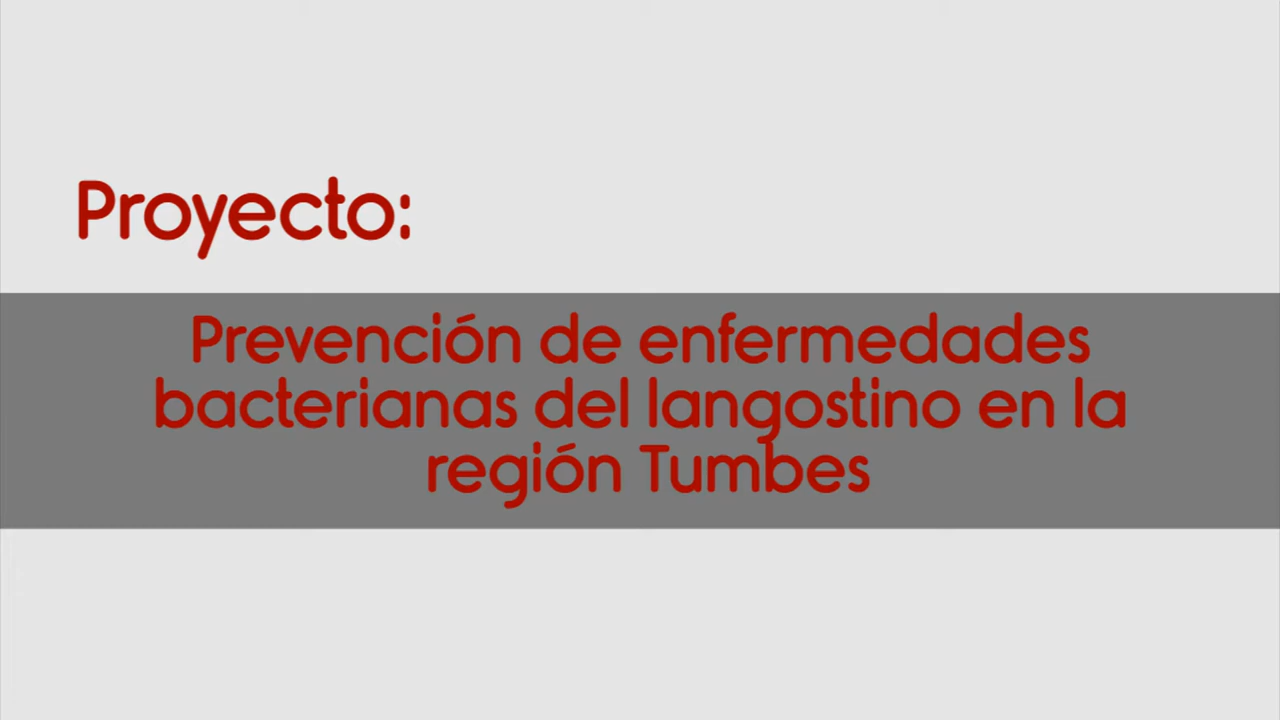 Proyecto:
Prevención de enfermedades
bacterianas del langostino en la
región Tumbes